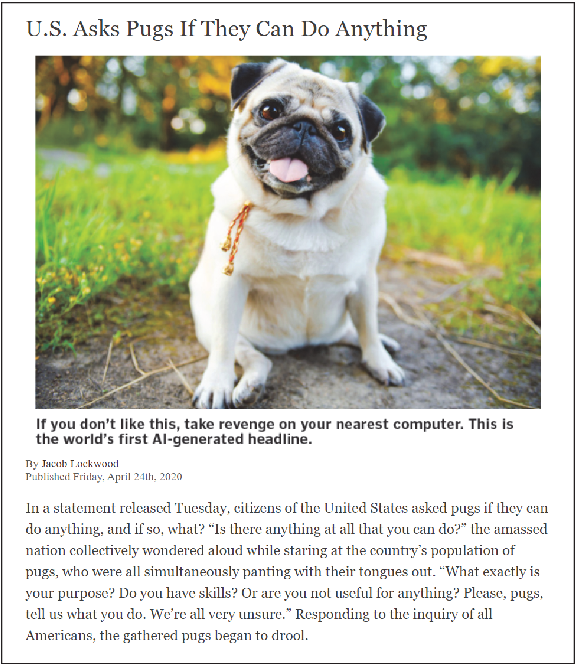 U.S. Asks Pugs If They Can Do Anything
If you don't like this, take revenge on your nearest computer. This is
the world's first AI-generated headline.
By Jacob Lockwood
Published Friday, April 24th, 2020
In a statement released Tuesday, citizens of the United States asked pugs if they can
do anything, and if so, what? “Is there anything at all that you can do?” the amassed
nation collectively wondered aloud while staring at the country's population of
pugs, who were all simultaneously panting with their tongues out. “What exactly is
your purpose? Do you have skills? Or are you not useful for anything? Please, pugs,
tell us what you do. We're all very unsure.” Responding to the inquiry of all
Americans, the gathered pugs began to drool.